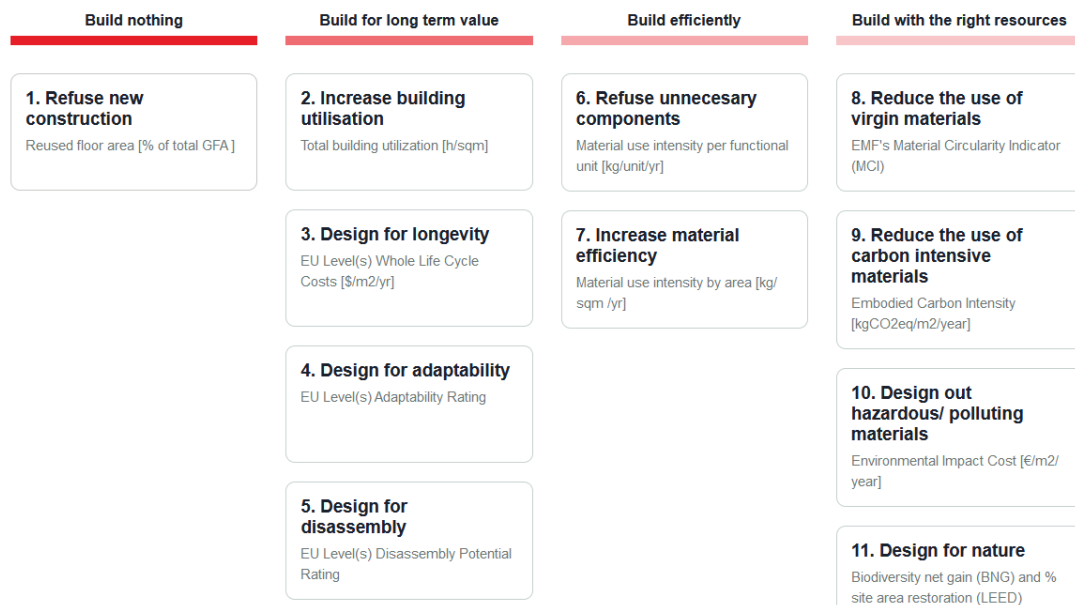 Build nothing
1. Refuse new
construction
Reused floor area [% of total GFA ]
Build for long term value
2. Increase building
utilisation
Total building utilization [h/sqm]
3. Design for longevity
EU Level(s) Whole Life Cycle
Costs [$/m2/yr]
4. Design for adaptability
EU Level(s) Adaptability Rating
5. Design for
disassembly
EU Level(s) Disassembly Potential
Rating
Build efficiently
6. Refuse unnecesary
components
Material use intensity per functional
unit [kg/unit/yr]
7. Increase material
efficiency
Material use intensity by area [kg/
sqm /yr]
Build with the right resources
8. Reduce the use of
virgin materials
EMF's Material Circularity Indicator
(MCI)
9. Reduce the use of
carbon intensive
materials
Embodied Carbon Intensity
[kgCO2eq/m2/year]
10. Design out
hazardous/ polluting
materials
Environmental Impact Cost [€/m2/
year]
11. Design for nature
Biodiversity net gain (BNG) and %
site area restoration (LEED)